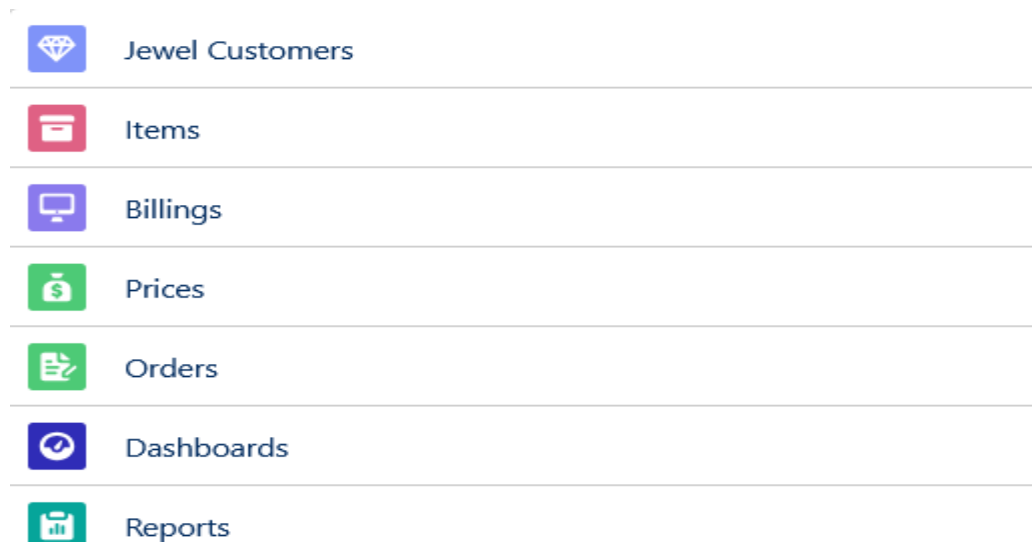 Jewel Customers
Items
Billings
Prices
Orders
Dashboards
Reports